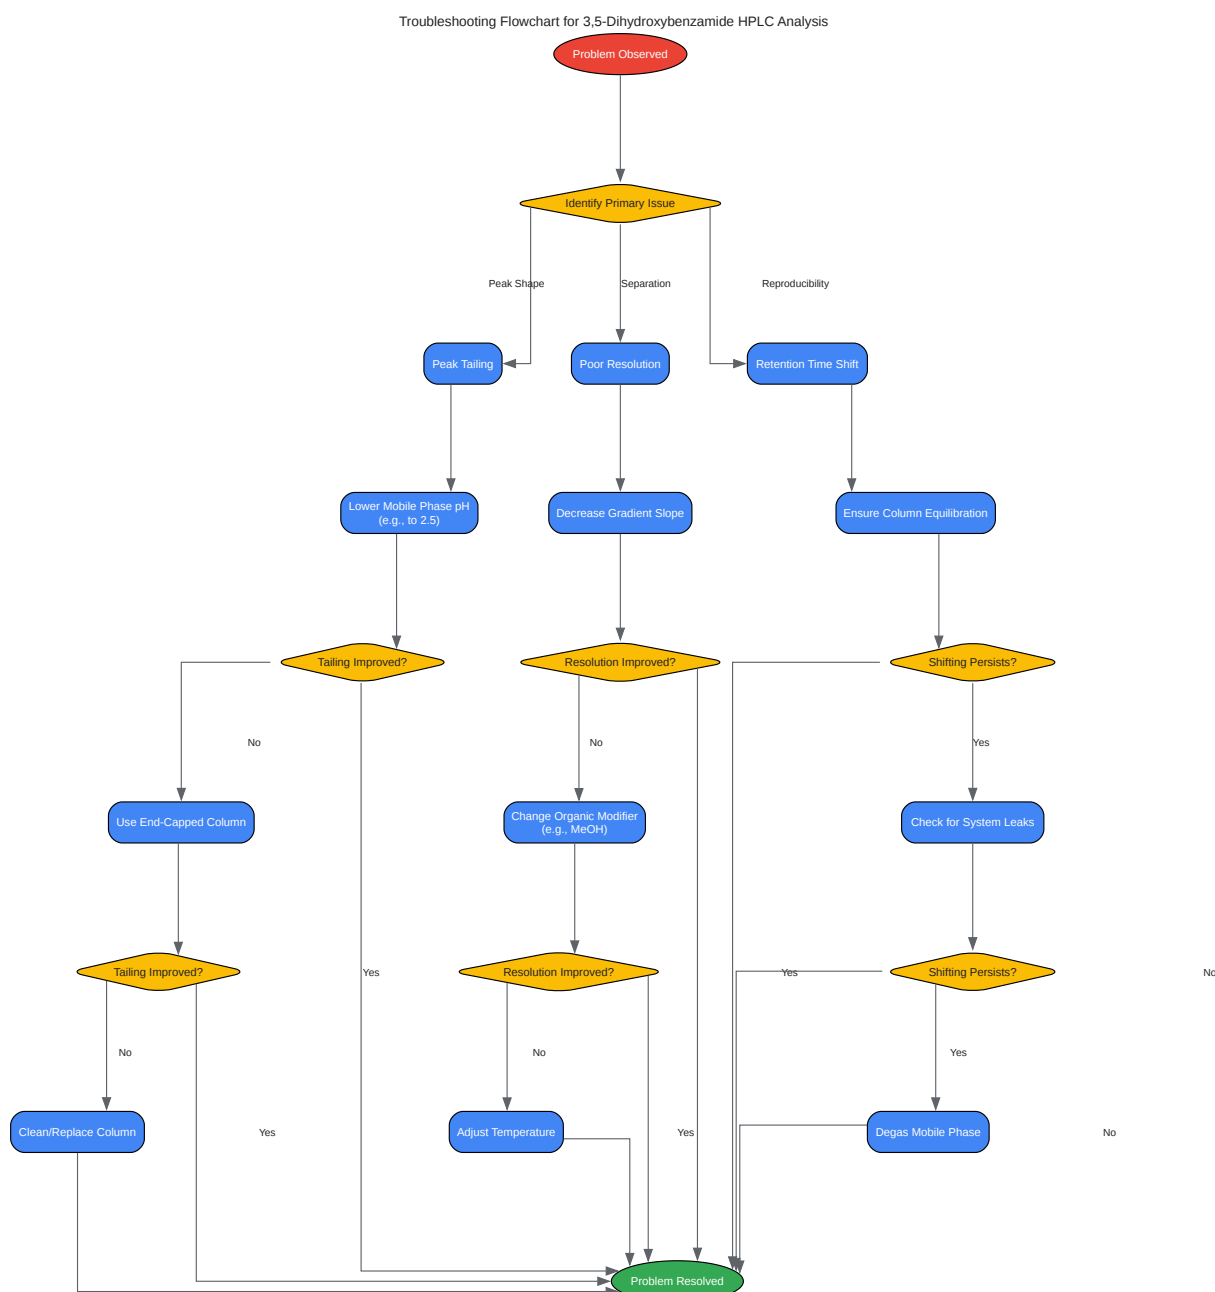 Troubleshooting Flowchart for 3,5-Dihydroxybenzamide HPLC Analysis
Problem Observed
Identify Primary Issue
Peak Shape
Separation
Reproducibility
Peak Tailing
Poor Resolution
Retention Time Shift
Lower Mobile Phase pH
(e.g., to 2.5)
Decrease Gradient Slope
Ensure Column Equilibration
Tailing Improved?
Resolution Improved?
Shifting Persists?
No
No
Yes
Use End-Capped Column
Change Organic Modifier
(e.g., MeOH)
Check for System Leaks
Tailing Improved?
Yes
Resolution Improved?
Yes
Shifting Persists?
No
No
No
Yes
Clean/Replace Column
Yes
Adjust Temperature
Yes
Degas Mobile Phase
No
Problem Resolved